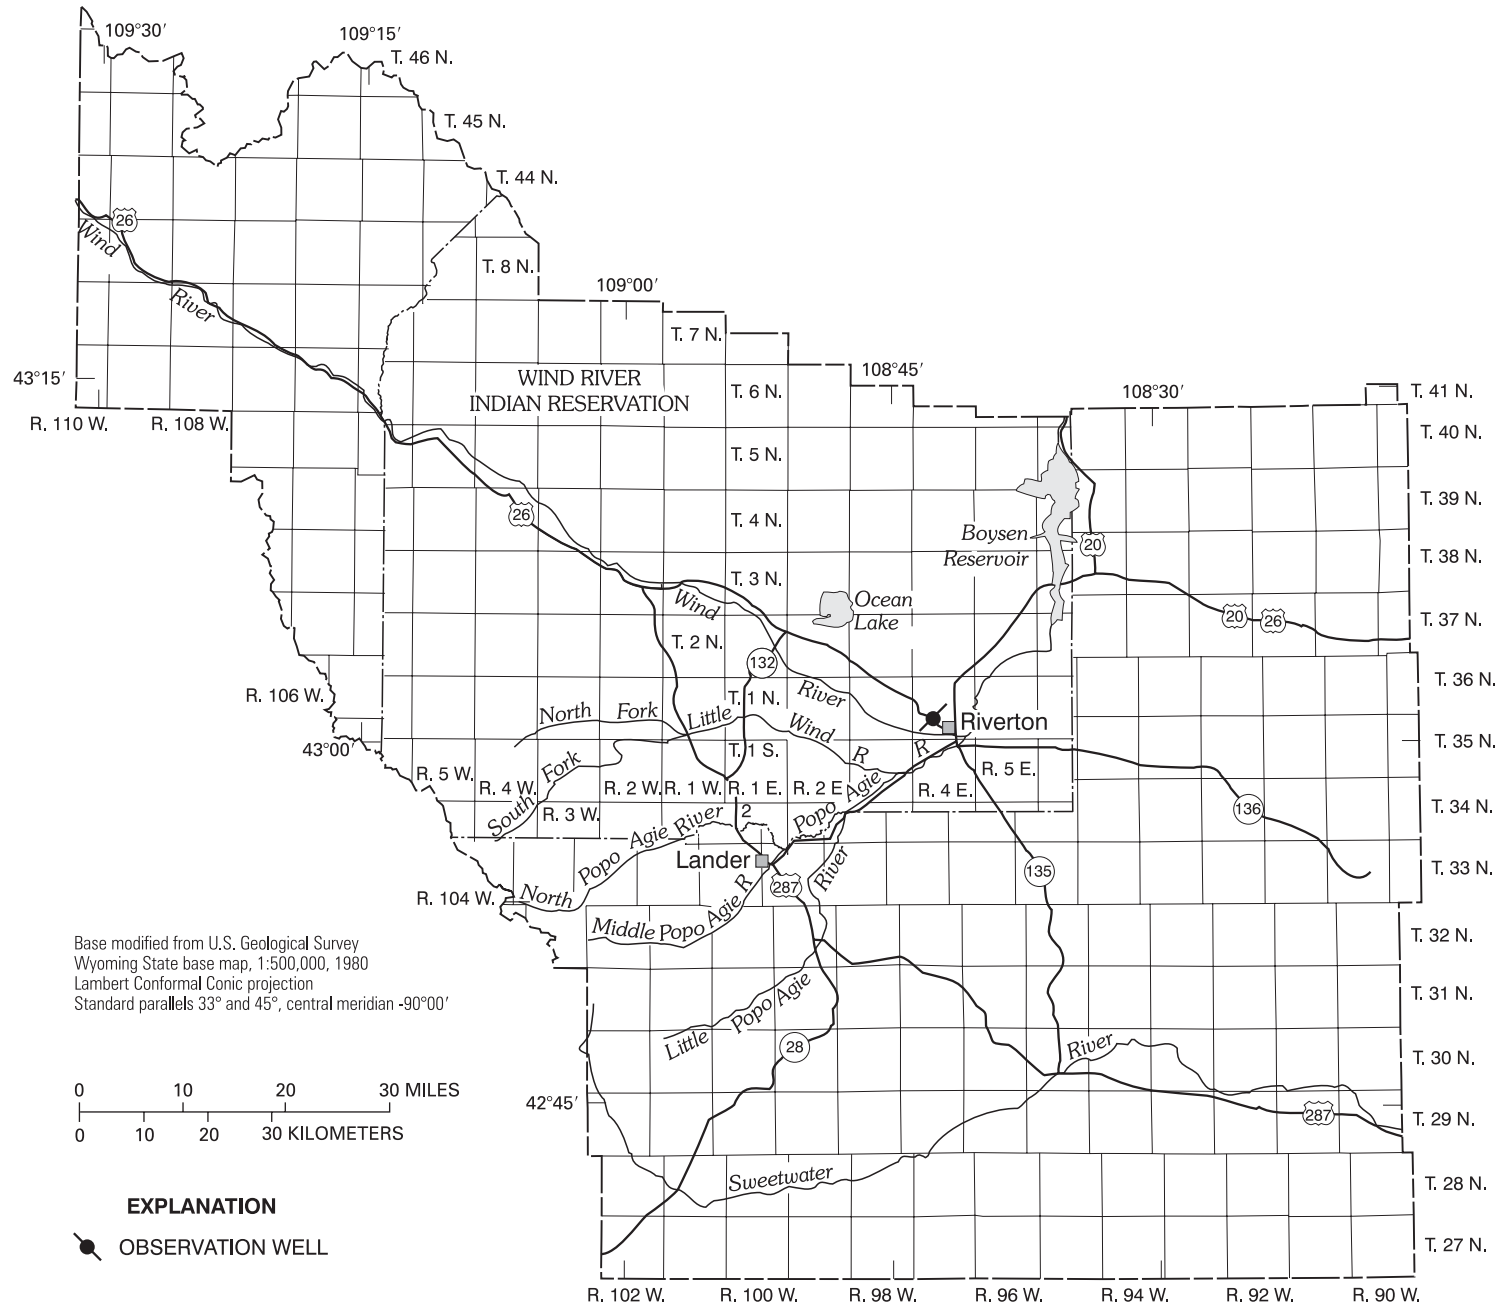 109°30′
109°15′
T. 46 N.
T. 45 N.
T. 44 N.
26
Wind
River
T. 8 N.
109°00′
T. 7 N.
43°15′
WIND RIVER
INDIAN RESERVATION
T. 6 N.
108°45′
108°30′
T. 41 N.
R. 110 W.
R. 108 W.
T. 40 N.
T. 5 N.
T. 39 N.
26
T. 4 N.
Boysen
Reservoir
20
T. 38 N.
T. 3 N.
Wind
Ocean
Lake
20
26
T. 37 N.
T. 2 N.
132
T. 36 N.
R. 106 W.
T. 1 N.
River
North Fork Little Wind R
R
Riverton
43°00′
T. 1 S.
T. 35 N.
South Fork
R. 5 W.
R. 4 W.
R. 3 W.
R. 2 W.
R. 1 W.
R. 1 E.
R. 2 E
R. 4 E.
R. 5 E.
Popo Agie
River
2
136
T. 34 N.
North Popo Agie River
Lander
287
135
T. 33 N.
R. 104 W.
Middle Popo Agie R
T. 32 N.
Base modified from U.S. Geological Survey
Wyoming State base map, 1:500,000, 1980
Lambert Conformal Conic projection
Standard parallels 33° and 45°, central meridian -90°00′
Little Popo Agie
T. 31 N.
28
River
T. 30 N.
0 10 20 30 MILES
0 10 20 30 KILOMETERS
42°45′
287
T. 29 N.
Sweetwater
T. 28 N.
EXPLANATION
OBSERVATION WELL
T. 27 N.
R. 102 W.
R. 100 W.
R. 98 W.
R. 96 W.
R. 94 W.
R. 92 W.
R. 90 W.